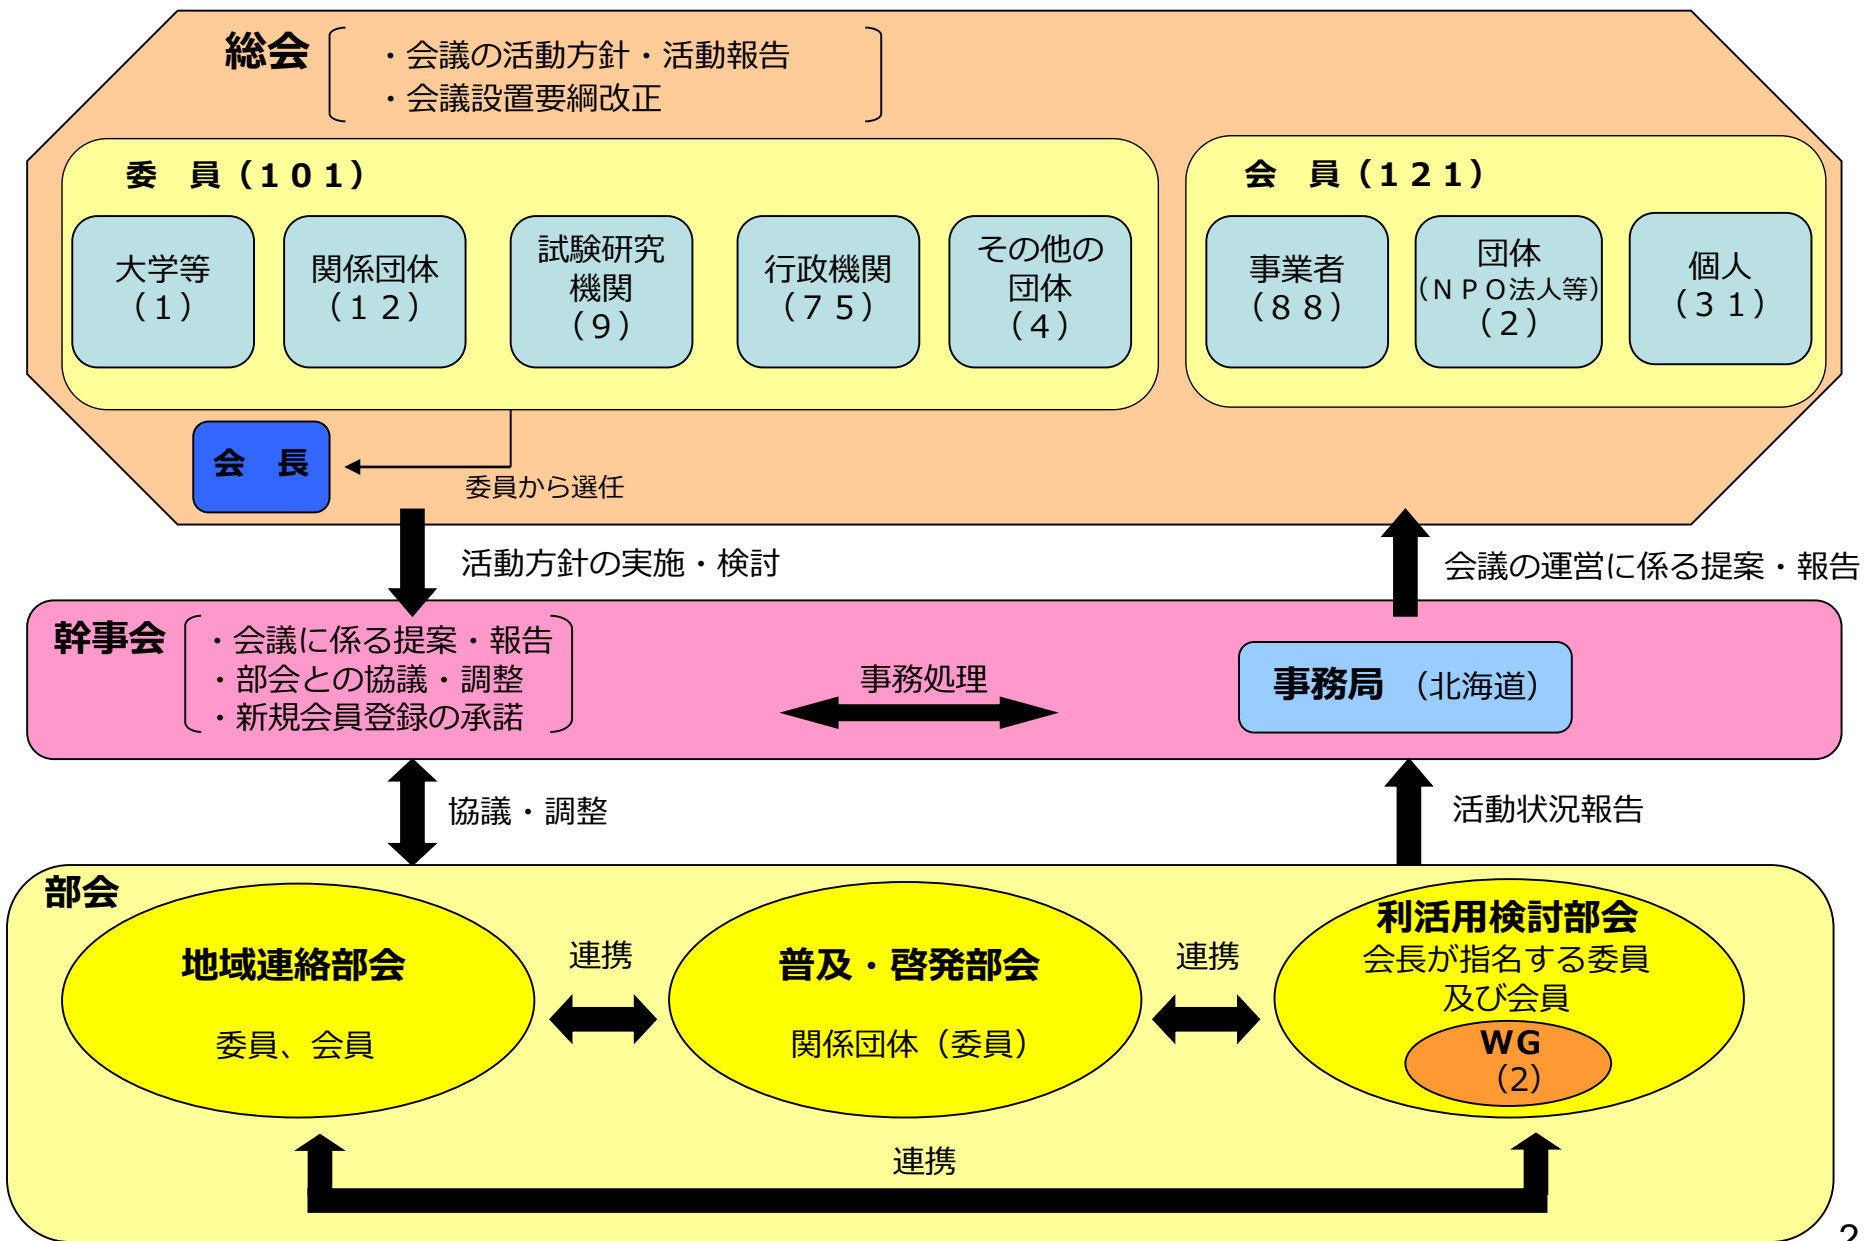 総会
・会議の活動方針・活動報告
・会議設置要綱改正
委　員（１０１）
大学等
（１）
関係団体
（１２）
試験研究
機関
（９）
行政機関
（７５）
その他の
団体
（４）
会　員（１２１）
事業者
（８８）
団体
（ＮＰＯ法人等）
（２）
個人
（３１）
会　長
委員から選任
活動方針の実施・検討
会議の運営に係る提案・報告
幹事会
・会議に係る提案・報告
・部会との協議・調整
・新規会員登録の承諾
事務処理
事務局（北海道）
協議・調整
活動状況報告
部会
地域連絡部会
委員、会員
連携
普及・啓発部会
関係団体（委員）
連携
利活用検討部会
会長が指名する委員
及び会員
WG
（2）
連携
2